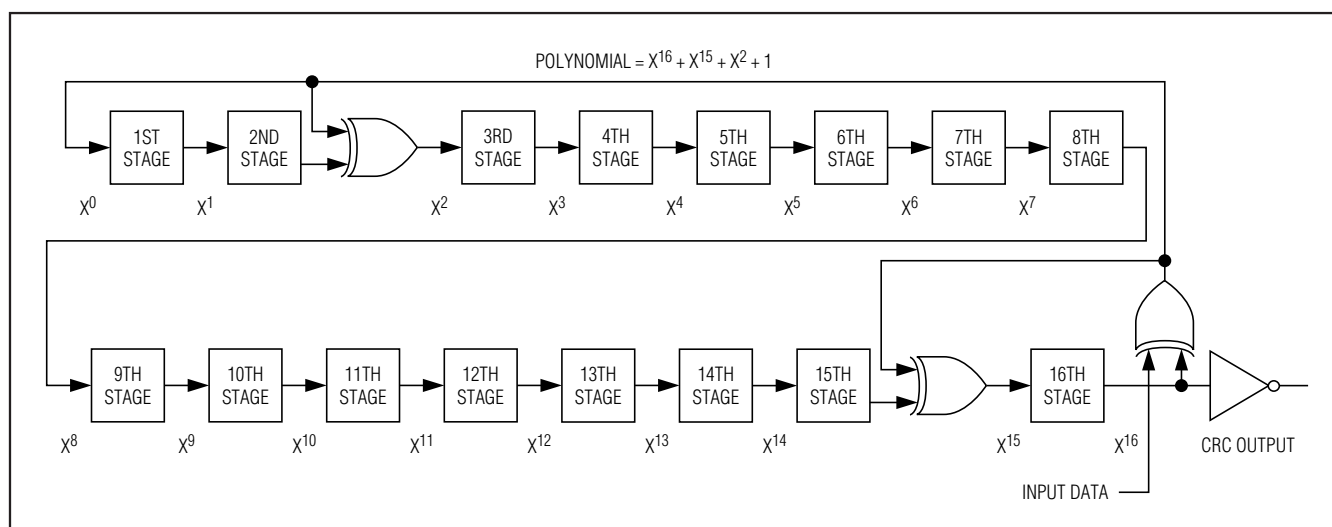 POLYNOMIAL = X16 + X15 + X2 + 1
1ST STAGE
2ND STAGE
3RD STAGE
4TH STAGE
5TH STAGE
6TH STAGE
7TH STAGE
8TH STAGE
X0 X1 X2 X3 X4 X5 X6 X7
9TH STAGE
10TH STAGE
11TH STAGE
12TH STAGE
13TH STAGE
14TH STAGE
15TH STAGE
16TH STAGE
X8 X9 X10 X11 X12 X13 X14 X15 X16 CRC OUTPUT
INPUT DATA